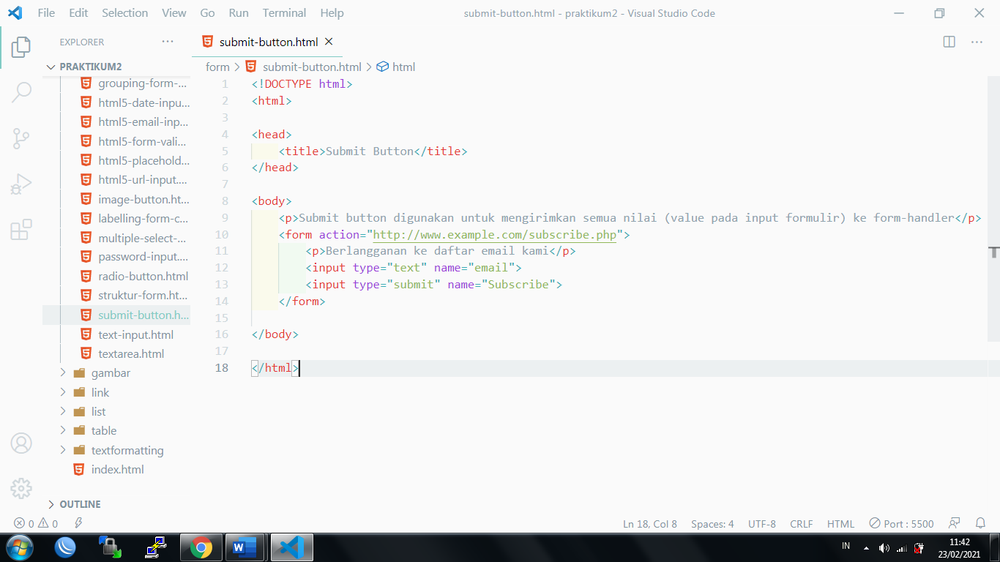 File Edit Selection View Go Run Terminal Help submit-button.html - praktikum2 - Visual Studio Code
EXPLORER ··· submit-button.html
PRAKTIKUM2
form > submit-button.html > html
grouping-form-...
html5-date-inpu...
html5-email-inp...
html5-form-vali...
html5-placehold...
html5-url-input....
image-button.ht...
labelling-form-c...
multiple-select-...
password-input....
radio-button.html
struktur-form.ht...
submit-button.h...
text-input.html
textarea.html
gambar
link
list
table
textformatting
index.html
OUTLINE
1 <!DOCTYPE html>
2 <html>
3
4 <head>
5 <title>Submit Button</title>
6 </head>
7
8 <body>
9 <p>Submit button digunakan untuk mengirimkan semua nilai (value pada input formulir) ke form-handler</p>
10 <form action="http://www.example.com/subscribe.php">
11 <p>Berlangganan ke daftar email kami</p>
12 <input type="text" name="email">
13 <input type="submit" name="Subscribe">
14 </form>
15
16 </body>
17
18 </html>
0 0 Ln 18, Col 8 Spaces: 4 UTF-8 CRLF HTML Port : 5500
IN 11:42
23/02/2021